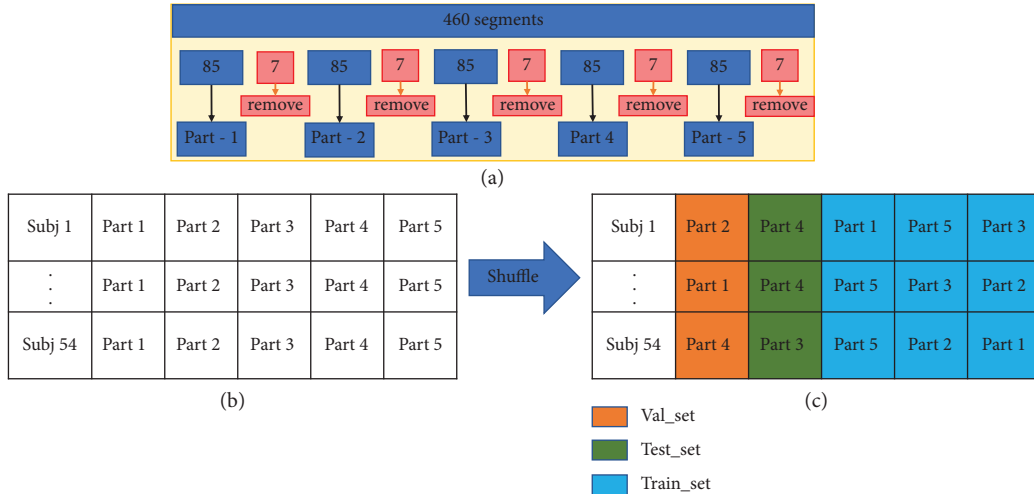 460 segments
85 7 85 7 85 7 85 7 85 7
remove remove remove remove remove
Part - 1 Part - 2 Part - 3 Part 4 Part - 5
(a)
Subj 1 Part 1 Part 2 Part 3 Part 4 Part 5
⋮ Part 1 Part 2 Part 3 Part 4 Part 5
Subj 54 Part 1 Part 2 Part 3 Part 4 Part 5
(b)
Shuffle
Subj 1 Part 2 Part 4 Part 1 Part 5 Part 3
⋮ Part 1 Part 4 Part 5 Part 3 Part 2
Subj 54 Part 4 Part 3 Part 5 Part 2 Part 1
(c)
Val_set
Test_set
Train_set